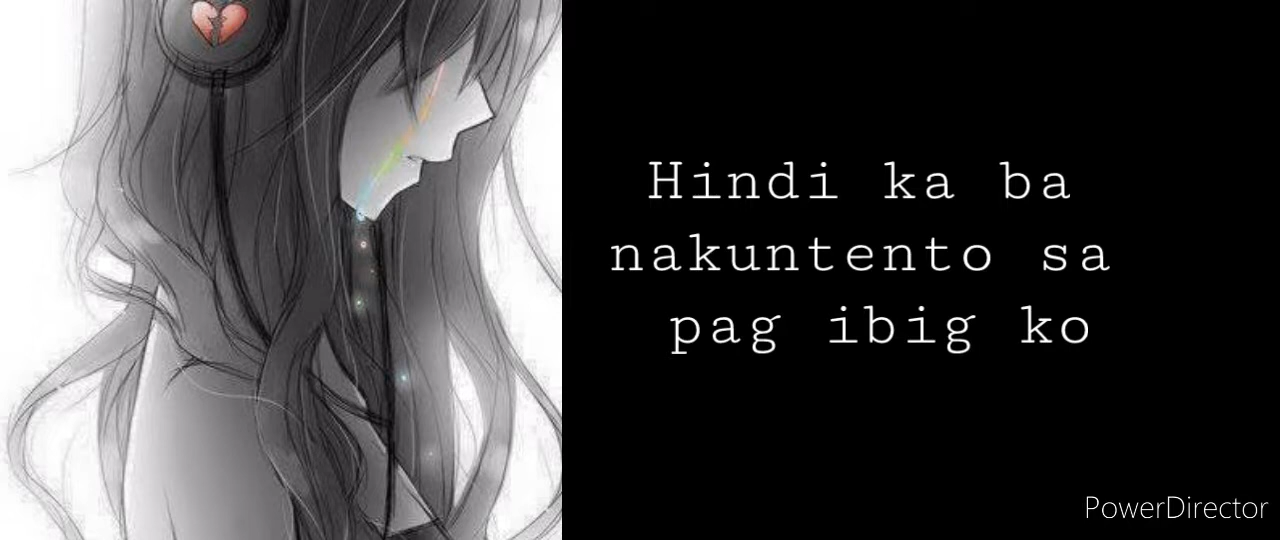 Hindi ka ba
nakuntento sa
pag ibig ko
PowerDirector